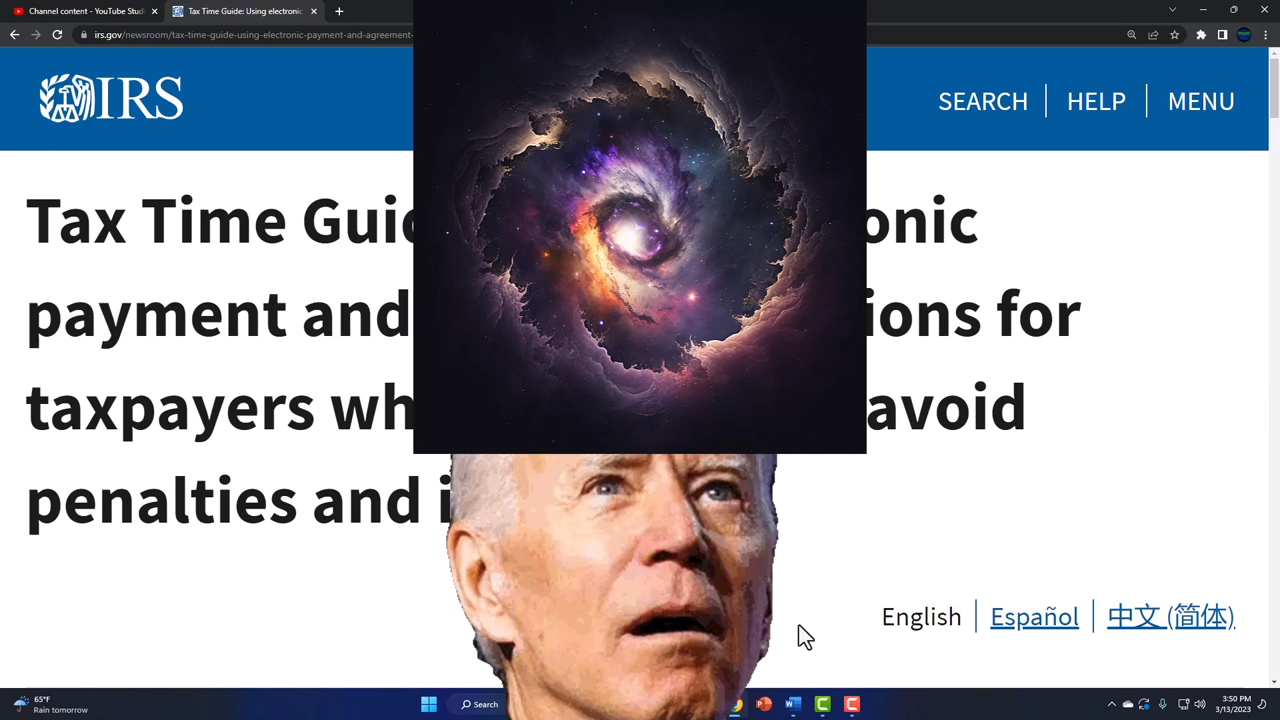 Channel content - YouTube Studi
Tax Time Guide: Using electronic
irs.gov/newsroom/tax-time-guide-using-electronic-payment-and-agreement-
IRS
SEARCH
HELP
MENU
Tax Time Gui onic
payment and ions for
taxpayers wh avoid
penalties and i
English
Español
中文 (简体)
65°F
Rain tomorrow
Search
3:50 PM
3/13/2023